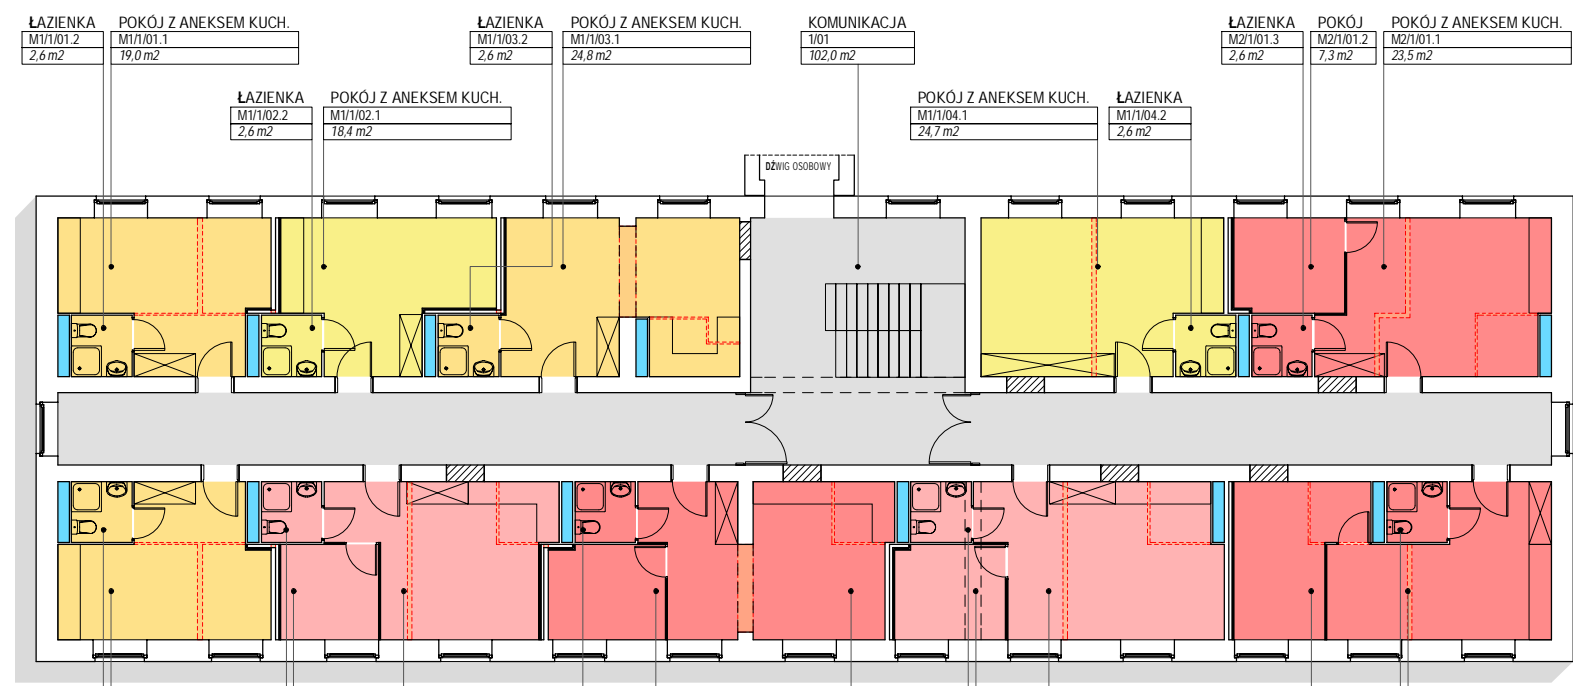 ŁAZIENKA
M1/1/01.2
2,6 m2
POKÓJ Z ANEKSEM KUCH.
M1/1/01.1
19,0 m2
ŁAZIENKA
M1/1/03.2
2,6 m2
POKÓJ Z ANEKSEM KUCH.
M1/1/03.1
24,8 m2
KOMUNIKACJA
1/01
102,0 m2
ŁAZIENKA
M2/1/01.3
2,6 m2
POKÓJ
M2/1/01.2
7,3 m2
POKÓJ Z ANEKSEM KUCH.
M2/1/01.1
23,5 m2
ŁAZIENKA
M1/1/02.2
2,6 m2
POKÓJ Z ANEKSEM KUCH.
M1/1/02.1
18,4 m2
POKÓJ Z ANEKSEM KUCH.
M1/1/04.1
24,7 m2
ŁAZIENKA
M1/1/04.2
2,6 m2
DŹWIG OSOBOWY